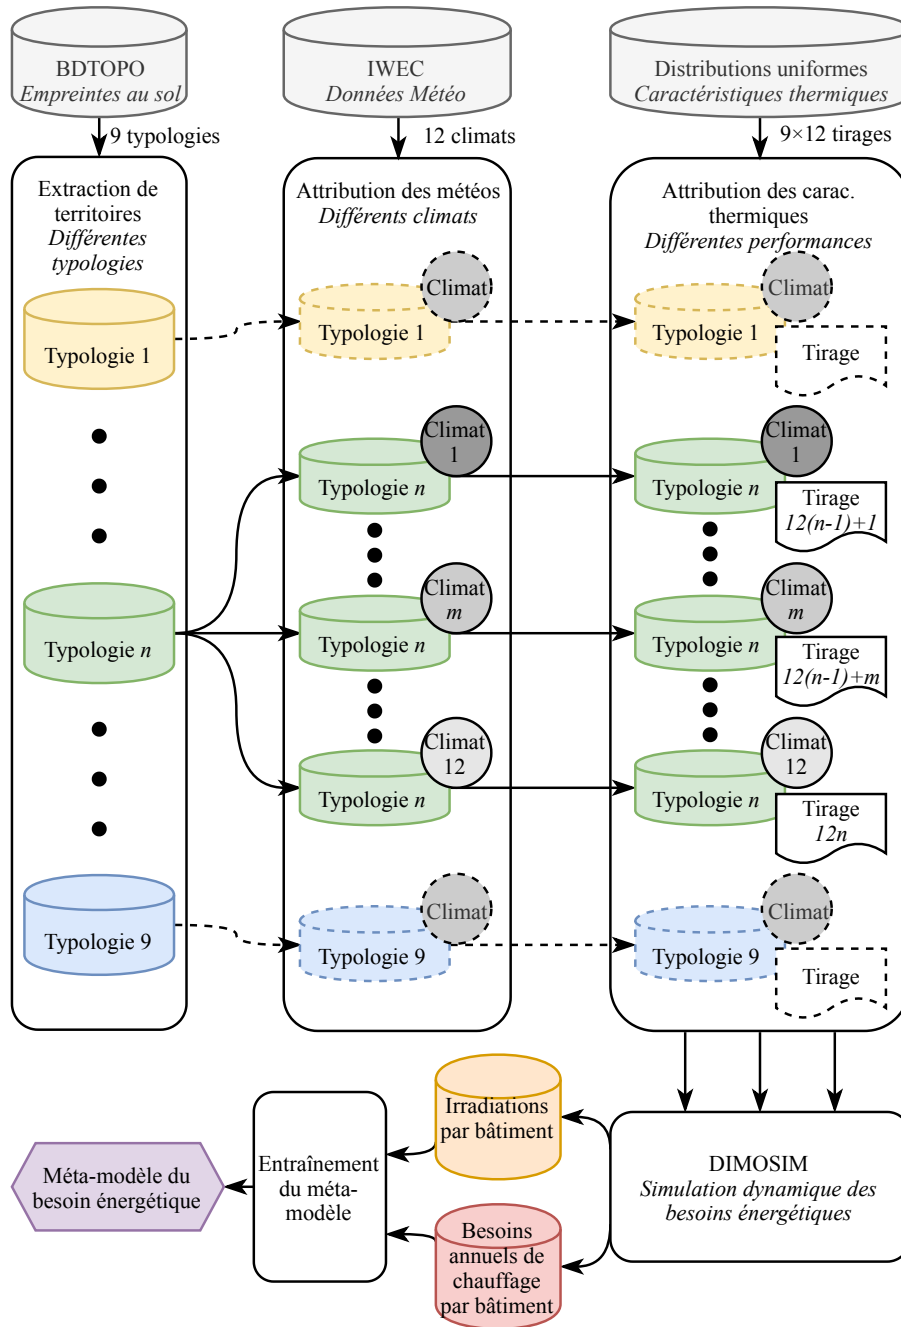 BDTOPO
Empreintes au sol
IWEC
Données Météo
Distributions uniformes
Caractéristiques thermiques
9 typologies
12 climats
9×12 tirages
Extraction de
territoires
Différentes
typologies
Attribution des météos
Différents climats
Attribution des carac.
thermiques
Différentes performances
Typologie 1
Climat
Typologie 1
Climat
Typologie 1
Tirage
Climat
1
Typologie n
Climat
1
Typologie n
Tirage
12(n-1)+1
Typologie n
Climat
m
Typologie n
Climat
m
Typologie n
Tirage
12(n-1)+m
Climat
12
Typologie n
Climat
12
Typologie n
Tirage
12n
Typologie 9
Climat
Typologie 9
Climat
Typologie 9
Tirage
Irradiations
par bâtiment
DIMOSIM
Simulation dynamique des
besoins énergétiques
Entraînement
du méta-
modèle
Méta-modèle du
besoin énergétique
Besoins
annuels de
chauffage
par bâtiment